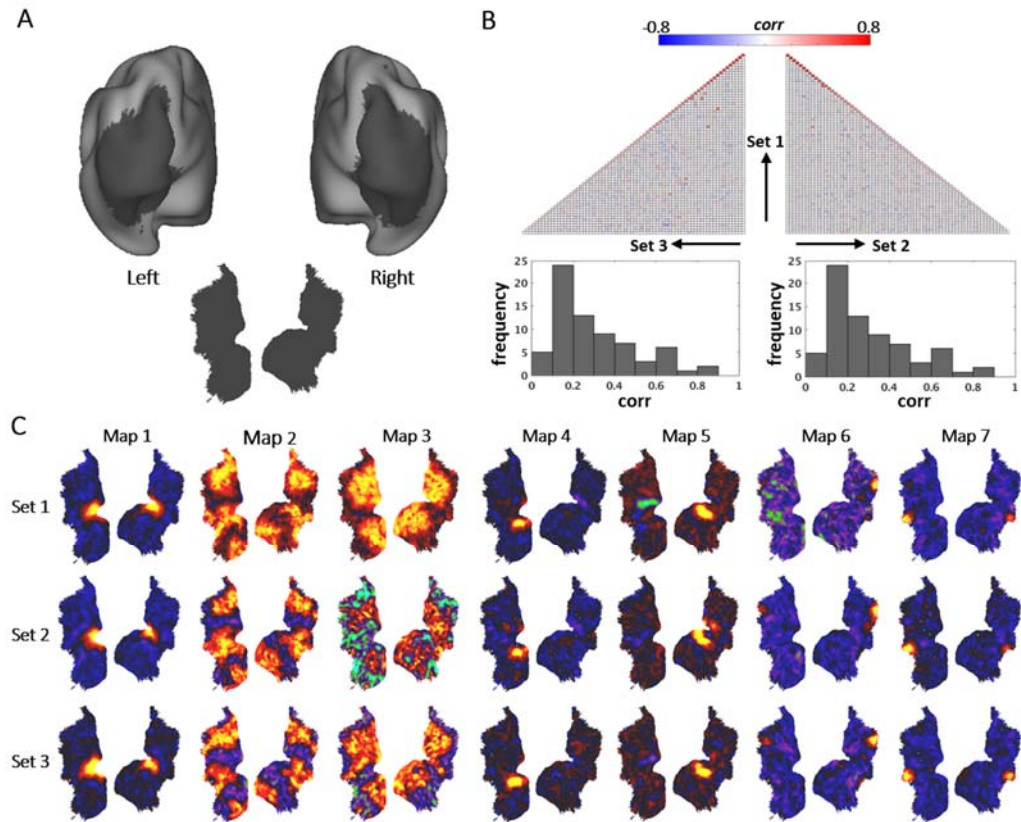 A
Left
Right
B
corr
-0.8
0.8
Set 1
Set 3
Set 2
25
20
15
10
5
0
frequency
0
0.2
0.4
0.6
0.8
1
corr
25
20
15
10
5
0
frequency
0
0.2
0.4
0.6
0.8
1
corr
C
Map 1
Map 2
Map 3
Map 4
Map 5
Map 6
Map 7
Set 1
Set 2
Set 3